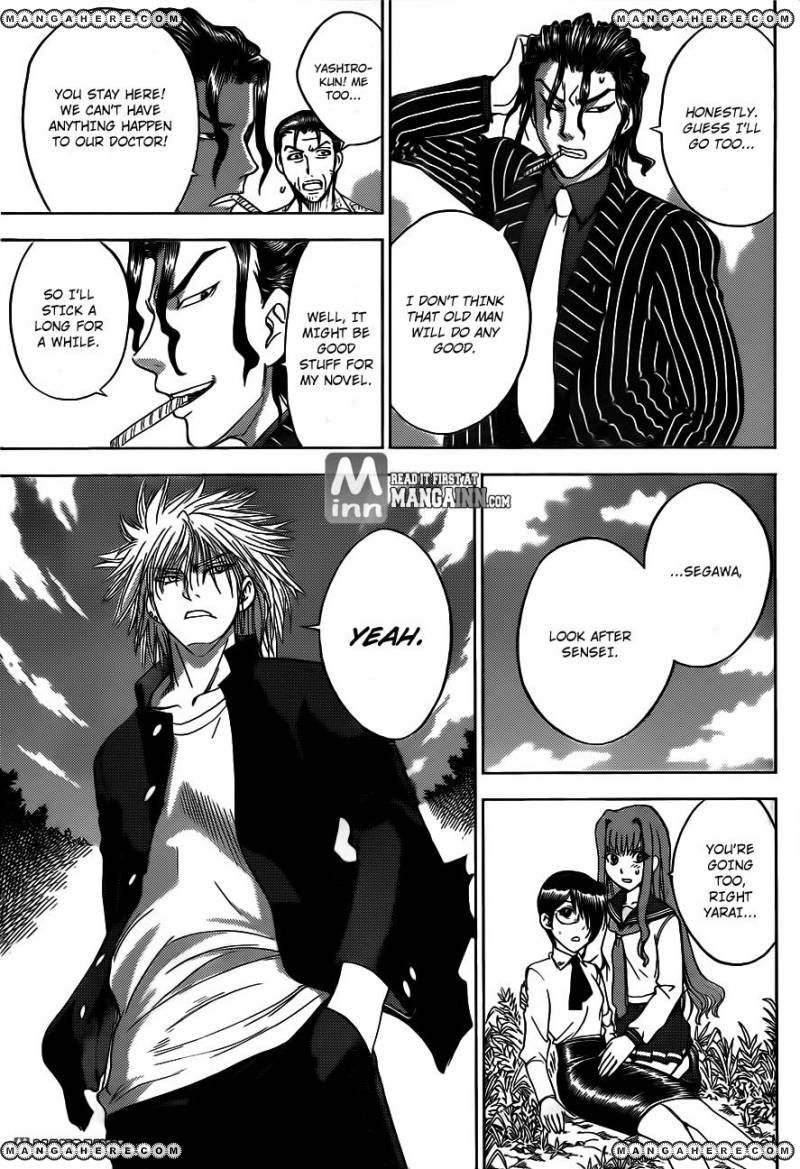 MANGAHERE.COM
MANGAHERE.COM
HONESTLY.
GUESS I'LL
GO TOO...
I DON'T THINK
THAT OLD MAN
WILL DO ANY
GOOD.
YASHIRO-
KUN! ME
TOO...
YOU STAY HERE!
WE CAN'T HAVE
ANYTHING HAPPEN
TO OUR DOCTOR!
WELL, IT
MIGHT BE
GOOD
STUFF FOR
MY NOVEL.
SO I'LL
STICK A
LONG FOR
A WHILE.
M
inn
READ IT FIRST AT
MANGAINN.COM
...SEGAWA,
LOOK AFTER
SENSEI.
YOU'RE
GOING
TOO,
RIGHT
YARAI...
YEAH.
MANGAHERE.COM
MANGAHERE.COM